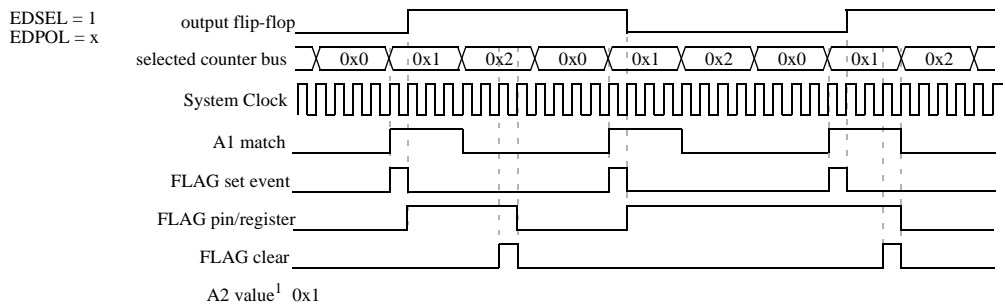 EDSEL = 1
EDPOL = x
output flip-flop
selected counter bus 0x0 0x1 0x2 0x0 0x1 0x2 0x0 0x1 0x2
System Clock
A1 match
FLAG set event
FLAG pin/register
FLAG clear
A2 value1 0x1